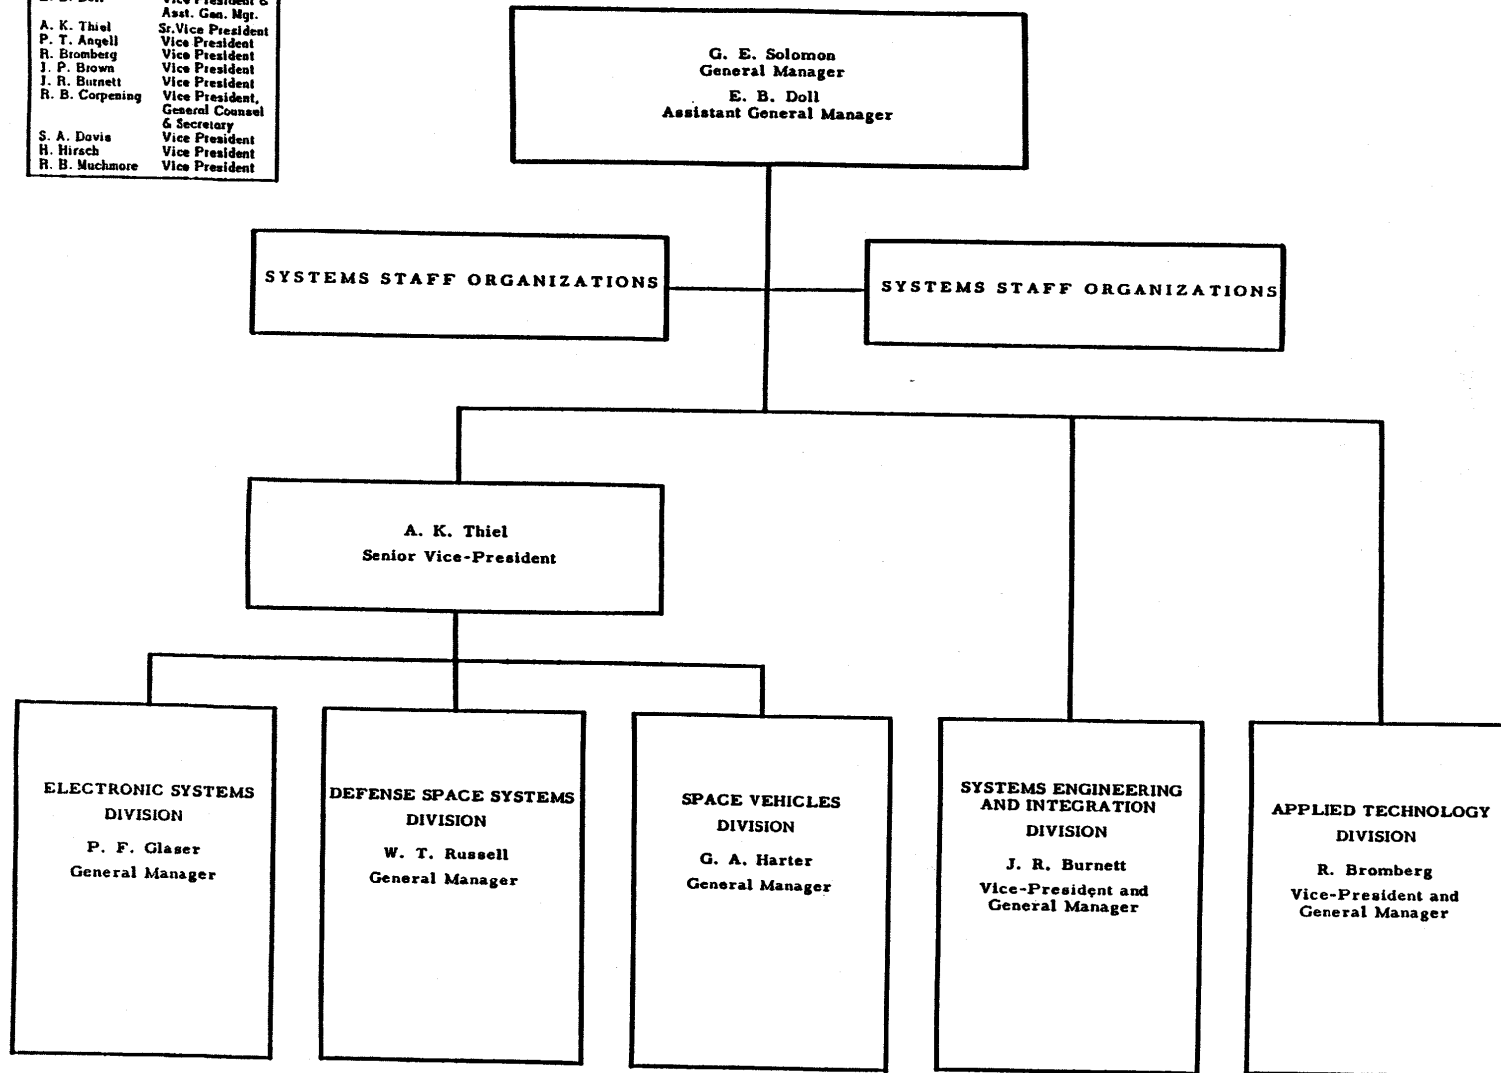 Vice President &
Asst. Gen. Mgr.
A. K. Thiel Sr. Vice President
P. T. Angell Vice President
R. Bromberg Vice President
J. P. Brown Vice President
J. R. Burnett Vice President
R. B. Corpening Vice President,
General Counsel
& Secretary
S. A. Davis Vice President
H. Hirsch Vice President
R. B. Muchmore Vice President
G. E. Solomon
General Manager
E. B. Doll
Assistant General Manager
SYSTEMS STAFF ORGANIZATIONS
SYSTEMS STAFF ORGANIZATIONS
A. K. Thiel
Senior Vice-President
ELECTRONIC SYSTEMS
DIVISION
P. F. Glaser
General Manager
DEFENSE SPACE SYSTEMS
DIVISION
W. T. Russell
General Manager
SPACE VEHICLES
DIVISION
G. A. Harter
General Manager
SYSTEMS ENGINEERING
AND INTEGRATION
DIVISION
J. R. Burnett
Vice-President and
General Manager
APPLIED TECHNOLOGY
DIVISION
R. Bromberg
Vice-President and
General Manager